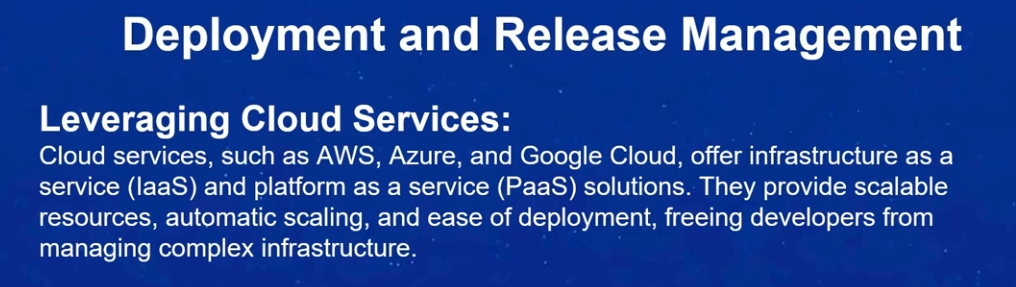 Deployment and Release Management
Leveraging Cloud Services:
Cloud services, such as AWS, Azure, and Google Cloud, offer infrastructure as a
service (IaaS) and platform as a service (PaaS) solutions. They provide scalable
resources, automatic scaling, and ease of deployment, freeing developers from
managing complex infrastructure.